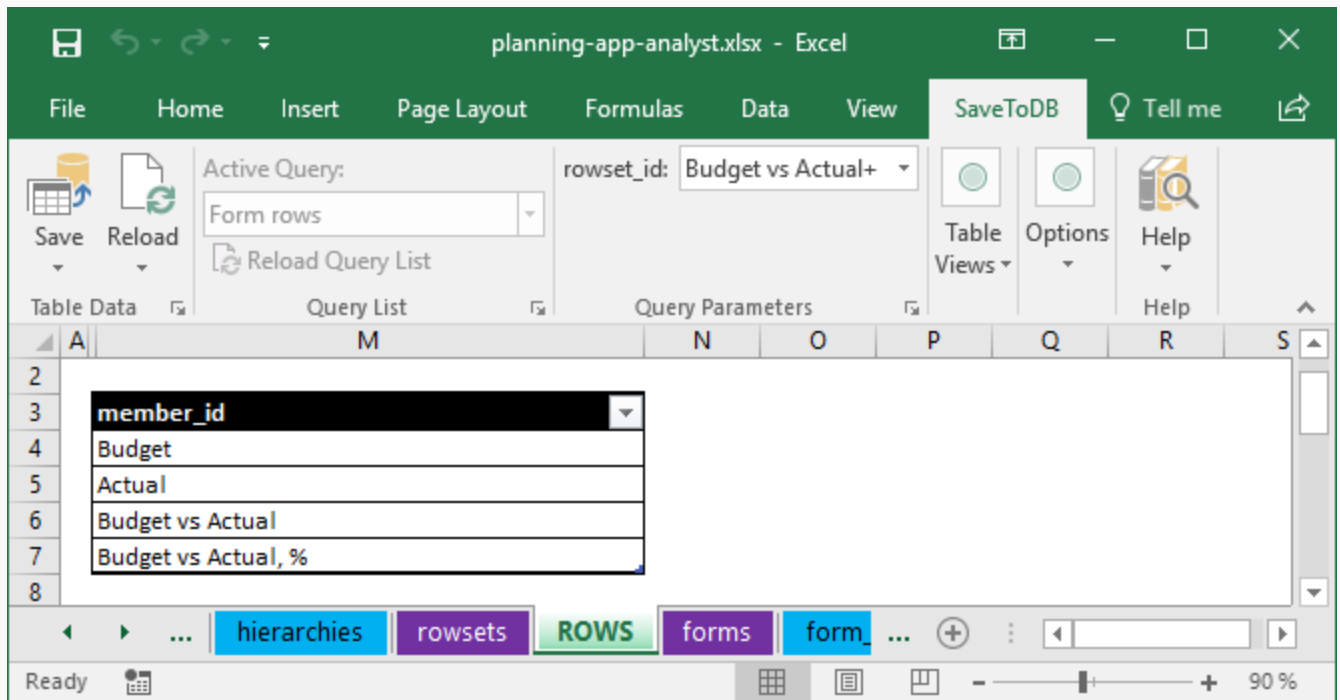 planning-app-analyst.xlsx - Excel
File Home Insert Page Layout Formulas Data View SaveToDB Tell me
Active Query: rowset_id: Budget vs Actual+
Form rows
Save Reload Table Options Help
Reload Query List Views
Table Data Query List Query Parameters Help
A M N O P Q R S
2
3 member_id
4 Budget
5 Actual
6 Budget vs Actual
7 Budget vs Actual, %
8
... hierarchies rowsets ROWS forms form_ ...
Ready 90 %